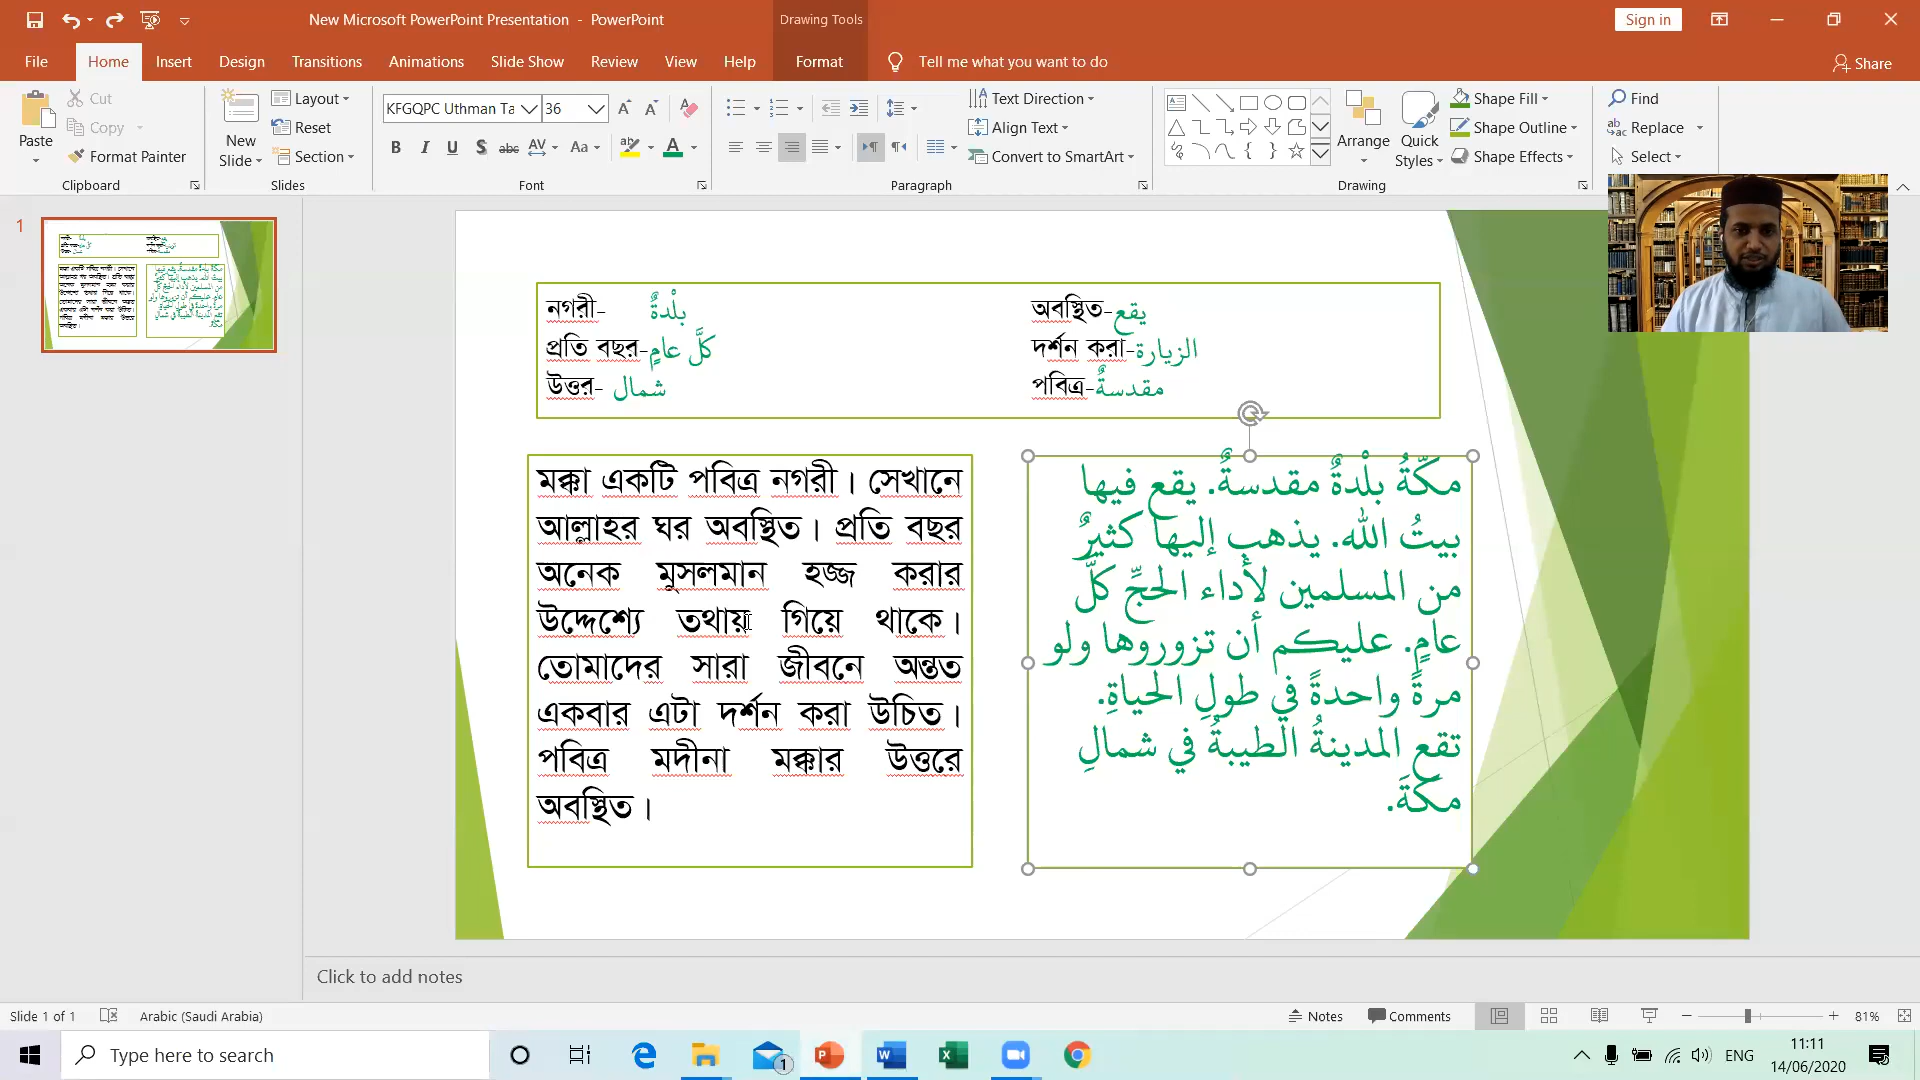 New Microsoft PowerPoint Presentation - PowerPoint
Drawing Tools
Sign in
File Home Insert Design Transitions Animations Slide Show Review View Help Format Tell me what you want to do Share
Paste
Cut
Copy
Format Painter
Clipboard
New Slide
Layout
Reset
Section
Slides
KFGQPC Uthman Ta 36
Font
Text Direction
Align Text
Convert to SmartArt
Paragraph
Arrange
Quick Styles
Shape Fill
Shape Outline
Shape Effects
Drawing
Find
Replace
Select
1
নগরী- بلْدةٌ
প্রতি বছর-كلَّ عامٍ
উত্তর- شمال
অবস্থিত-يقع
দর্শন করা-الزيارة
পবিত্র-مقدسةٌ
মক্কা একটি পবিত্র নগরী। সেখানে
আল্লাহর ঘর অবস্থিত। প্রতি বছর
অনেক মুসলমান হজ্জ করার
উদ্দেশ্যে তথায় গিয়ে থাকে।
তোমাদের সারা জীবনে অন্তত
একবার এটা দর্শন করা উচিত।
পবিত্র মদীনা মক্কার উত্তরে
অবস্থিত।
مكّةُ بلْدةٌ مقدسةٌ. يقع فيها
بيتُ الله. يذهب إليها كثيرٌ
من المسلمين لأداء الحجِّ كلَّ
عامٍ. عليكم أن تزوروها ولو
مرةً واحدةً في طولِ الحياةِ.
تقع المدينةُ الطيبةُ في شمالِ
مكةَ.
Click to add notes
Slide 1 of 1 Arabic (Saudi Arabia) Notes Comments 81%
Type here to search
1
ENG
11:11
14/06/2020